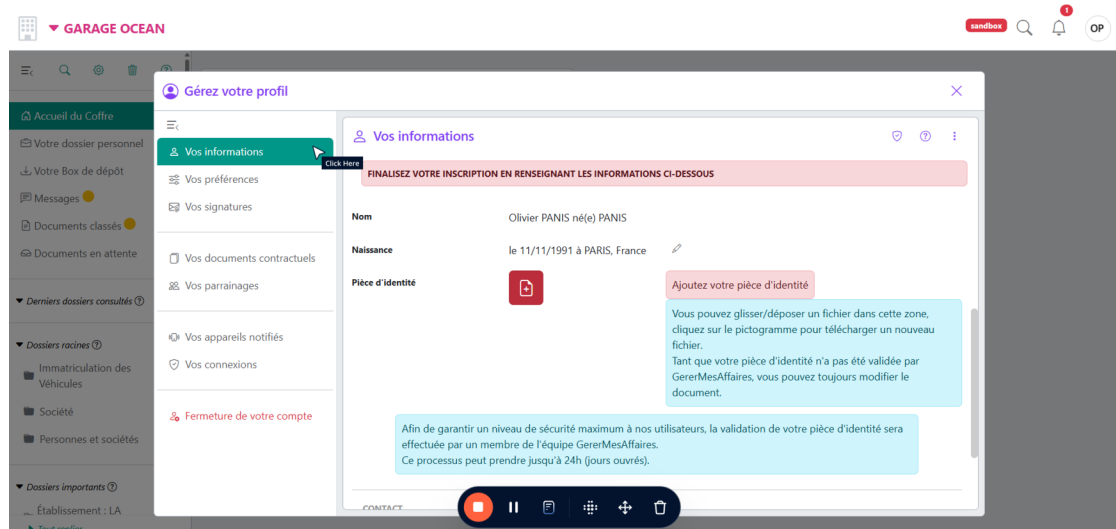 GARAGE OCEAN
sandbox
1
OP
Gérez votre profil
Accueil du Coffre
Votre dossier personnel
Votre Box de dépôt
Messages
Documents classés
Documents en attente
Derniers dossiers consultés
Dossiers racines
Immatriculation des
Véhicules
Société
Personnes et sociétés
Dossiers importants
Établissement : LA
Tout replier
Vos informations
Click Here
Vos préférences
Vos signatures
Vos documents contractuels
Vos parrainages
Vos appareils notifiés
Vos connexions
Fermeture de votre compte
Vos informations
FINALISEZ VOTRE INSCRIPTION EN RENSEIGNANT LES INFORMATIONS CI-DESSOUS
Nom
Olivier PANIS né(e) PANIS
Naissance
le 11/11/1991 à PARIS, France
Pièce d'identité
Ajoutez votre pièce d'identité
Vous pouvez glisser/déposer un fichier dans cette zone,
cliquez sur le pictogramme pour télécharger un nouveau
fichier.
Tant que votre pièce d'identité n'a pas été validée par
GererMesAffaires, vous pouvez toujours modifier le
document.
Afin de garantir un niveau de sécurité maximum à nos utilisateurs, la validation de votre pièce d'identité sera
effectuée par un membre de l'équipe GererMesAffaires.
Ce processus peut prendre jusqu'à 24h (jours ouvrés).
CONTACT